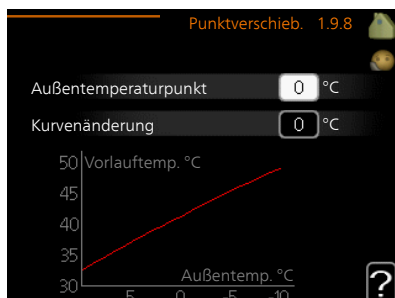 Punktverschieb. 1.9.8
Außentemperaturpunkt 0 °C
Kurvenänderung 0 °C
50 Vorlauftemp. °C
45
40
35
Außentemp. °C
30
5 0 -5 -10
?